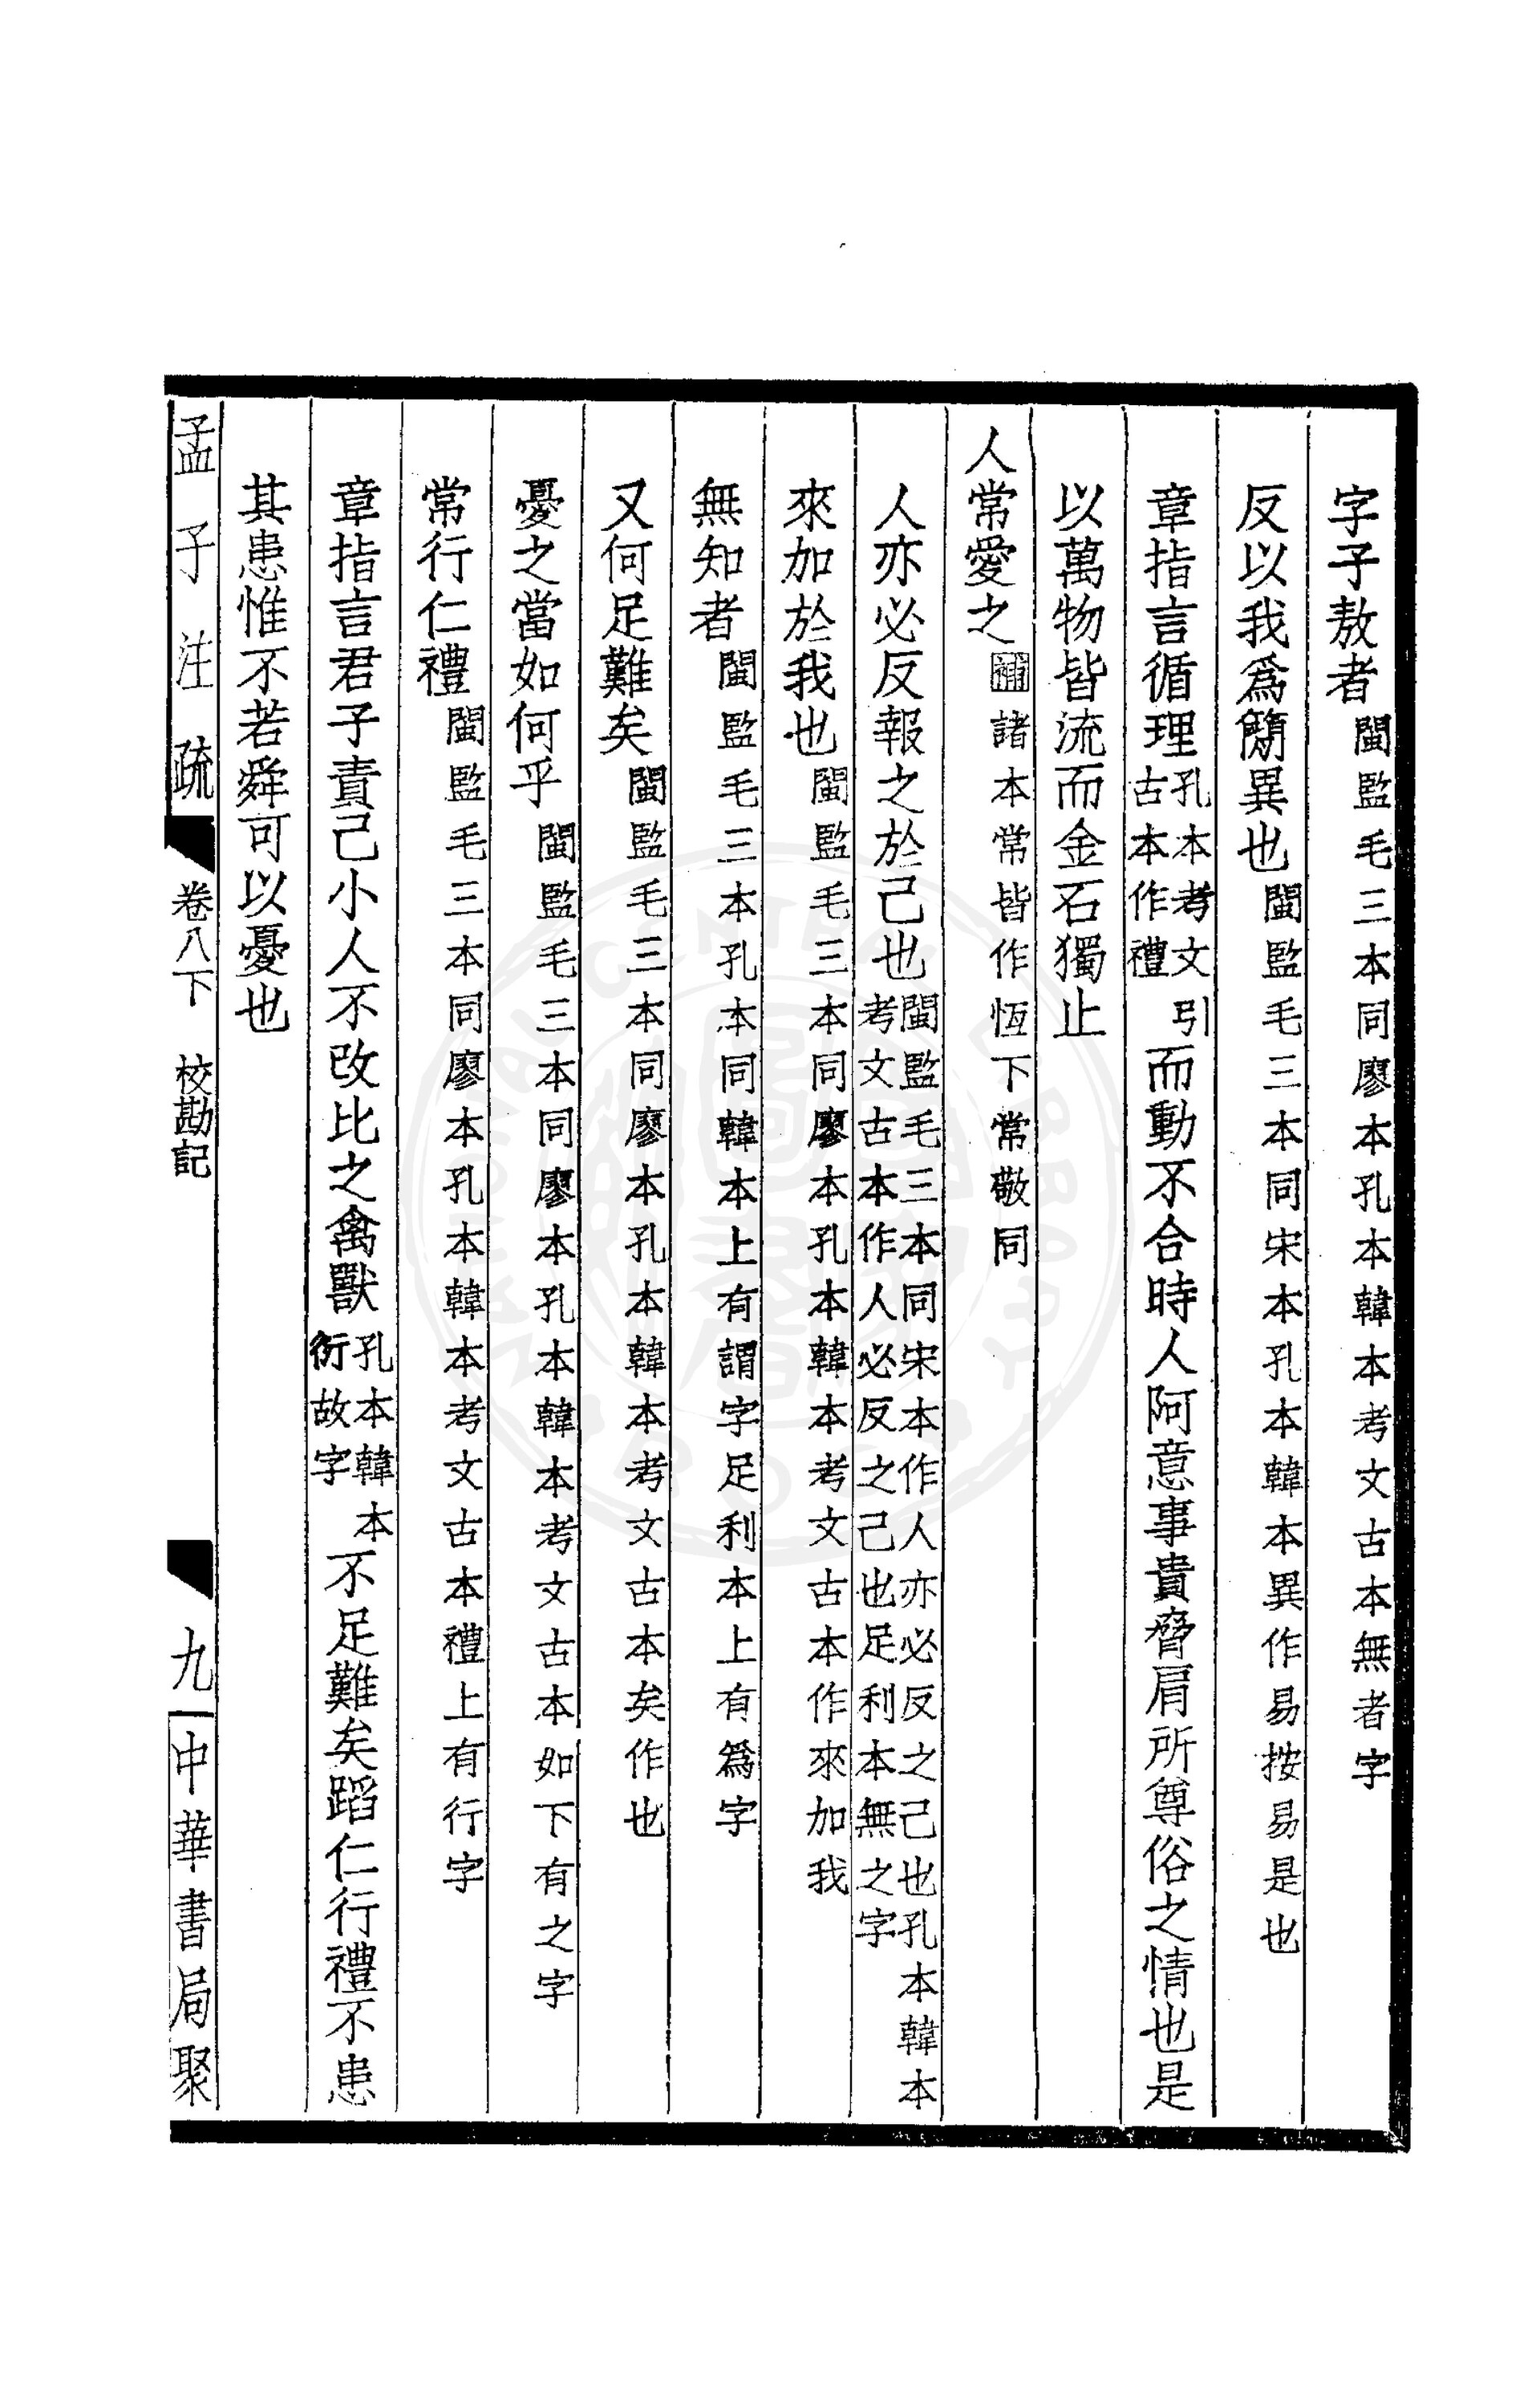 字子敖者閩監毛三本同廖本孔本韓本考文古本無者字
反以我爲簡異也閩監毛三本同宋本孔本韓本異作易按易是也
章指言循理孔本考文引古本作禮而動不合時人阿意事貴脅肩所尊俗之情也是
以萬物皆流而金石獨止
人常愛之補諸本常皆作恆下常敬同
人亦必反報之於己也閩監毛三本同宋本作人亦必反之己也孔本韓本考文古本作人必反之己也足利本無之字
來加於我也閩監毛三本同廖本孔本韓本考文古本作來加我
無知者閩監毛三本孔本同韓本上有謂字足利本上有爲字
又何足難矣閩監毛三本同廖本孔本韓本考文古本矣作也
憂之當如何乎閩監毛三本同廖本孔本韓本考文古本如下有之字
常行仁禮閩監毛三本同廖本孔本韓本考文古本禮上有行字
章指言君子責己小人不改比之禽獸孔本韓本衍故字不足難矣蹈仁行禮不患
其患惟不若舜可以憂也
孟子注疏 卷八下 校勘記 九 中華書局聚